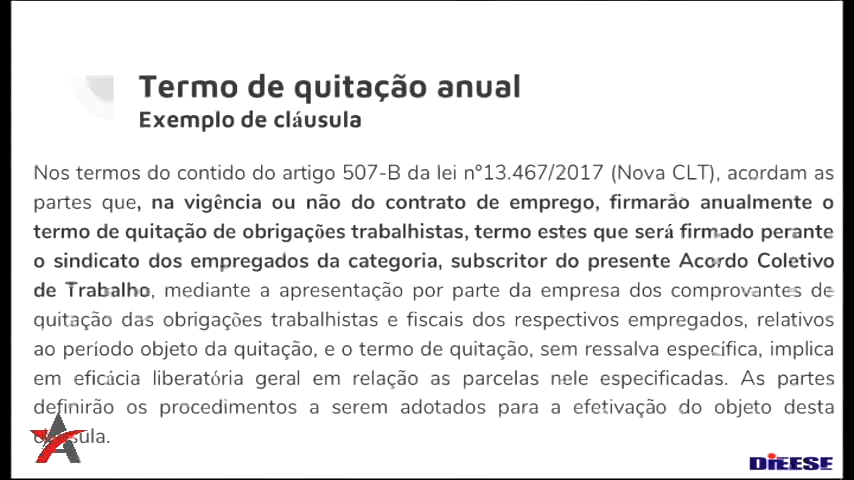 Termo de quitação anual
Exemplo de cláusula
Nos termos do contido do artigo 507-B da lei nº13.467/2017 (Nova CLT), acordam as
partes que, na vigência ou não do contrato de emprego, firmarão anualmente o
termo de quitação de obrigações trabalhistas, termo estes que será firmado perante
o sindicato dos empregados da categoria, subscritor do presente Acordo Coletivo
de Trabalho, mediante a apresentação por parte da empresa dos comprovantes de
quitação das obrigações trabalhistas e fiscais dos respectivos empregados, relativos
ao período objeto da quitação, e o termo de quitação, sem ressalva específica, implica
em eficácia liberatória geral em relação as parcelas nele especificadas. As partes
definirão os procedimentos a serem adotados para a efetivação do objeto desta
cláusula.
DIEESE